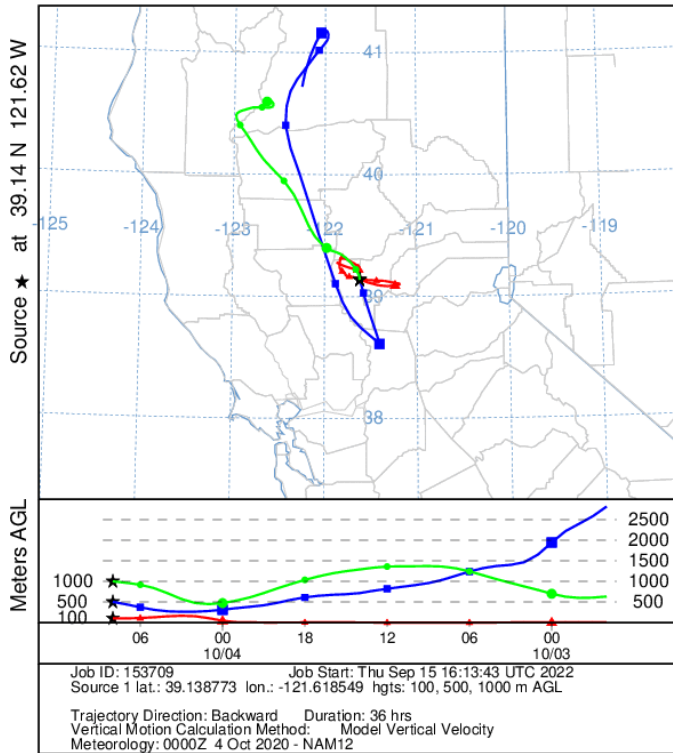 Source ★ at 39.14 N 121.62 W
41
40
-125
-124
-123
-122
-121
-120
-119
39
38
Meters AGL
2500
2000
1500
1000 1000
500 500
100
06 00 18 12 06 00
10/04 10/03
Job ID: 153709 Job Start: Thu Sep 15 16:13:43 UTC 2022
Source 1 lat.: 39.138773 lon.: -121.618549 hgts: 100, 500, 1000 m AGL
Trajectory Direction: Backward Duration: 36 hrs
Vertical Motion Calculation Method: Model Vertical Velocity
Meteorology: 0000Z 4 Oct 2020 - NAM12